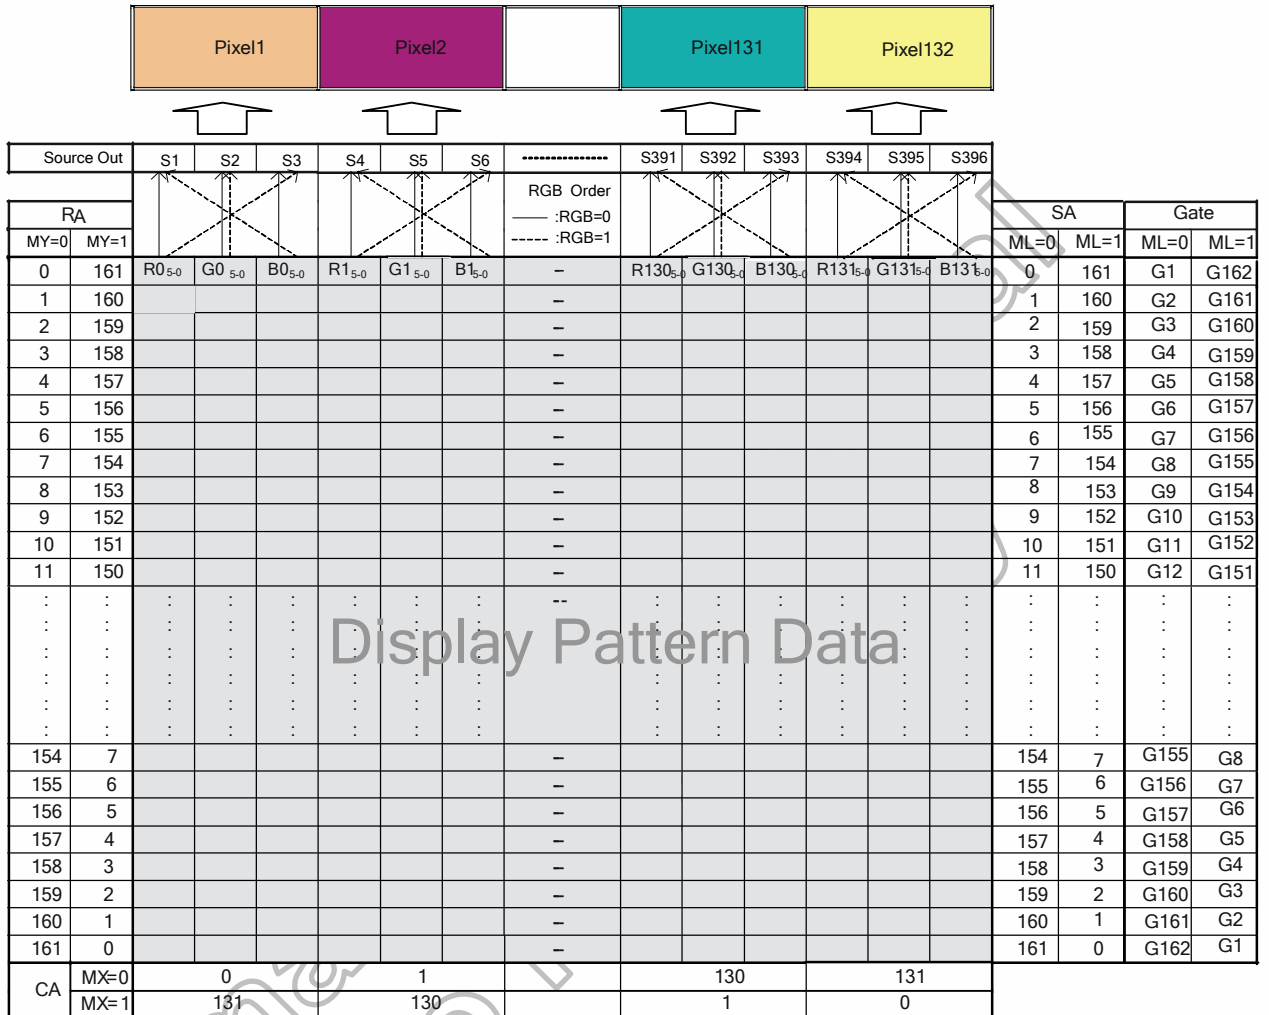 Pixel1 Pixel2 Pixel131 Pixel132
Source Out S1 S2 S3 S4 S5 S6 -------------- S391 S392 S393 S394 S395 S396
RGB Order
:RGB=0
:RGB=1
RA SA Gate
MY=0 MY=1 ML=0 ML=1 ML=0 ML=1
0 161 R0 5-0 G0 5-0 B0 5-0 R1 5-0 G1 5-0 B1 5-0 – R130 5-0 G130 5-0 B130 5-0 R131 5-0 G131 5-0 B131 5-0 0 161 G1 G162
1 160 – 1 160 G2 G161
2 159 – 2 159 G3 G160
3 158 – 3 158 G4 G159
4 157 – 4 157 G5 G158
5 156 – 5 156 G6 G157
6 155 – 6 155 G7 G156
7 154 – 7 154 G8 G155
8 153 – 8 153 G9 G154
9 152 – 9 152 G10 G153
10 151 – 10 151 G11 G152
11 150 – 11 150 G12 G151
: : : : : : : : -- : : : : : : : : : :
: : : : : : : : : : : : : : : : : :
Display Pattern Data
: : : : : : : : : : : : : : : : : :
: : : : : : : : : : : : : : : : : :
: : : : : : : : : : : : : : : : : :
: : : : : : : : : : : : : : : : : :
154 7 – 154 7 G155 G8
155 6 – 155 6 G156 G7
156 5 – 156 5 G157 G6
157 4 – 157 4 G158 G5
158 3 – 158 3 G159 G4
159 2 – 159 2 G160 G3
160 1 – 160 1 G161 G2
161 0 – 161 0 G162 G1
CA MX=0 0 1 130 131
MX=1 131 130 1 0